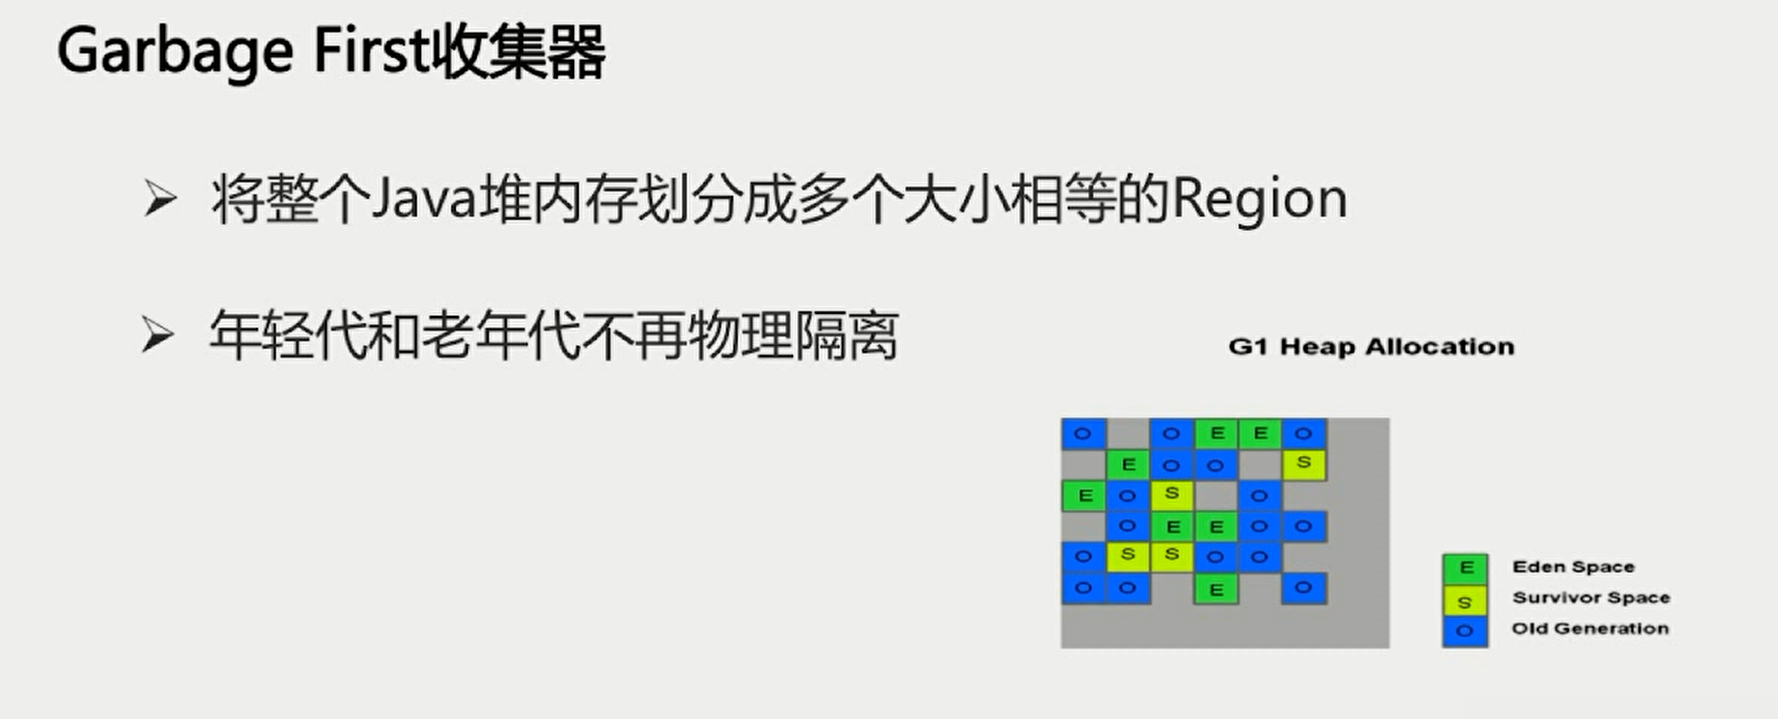 Garbage First收集器
➢ 将整个Java堆内存划分成多个大小相等的Region
➢ 年轻代和老年代不再物理隔离
G1 Heap Allocation
O O E E O
E O O S
E O S O
O E E O O
O S S O O
O O E O
E Eden Space
S Survivor Space
O Old Generation